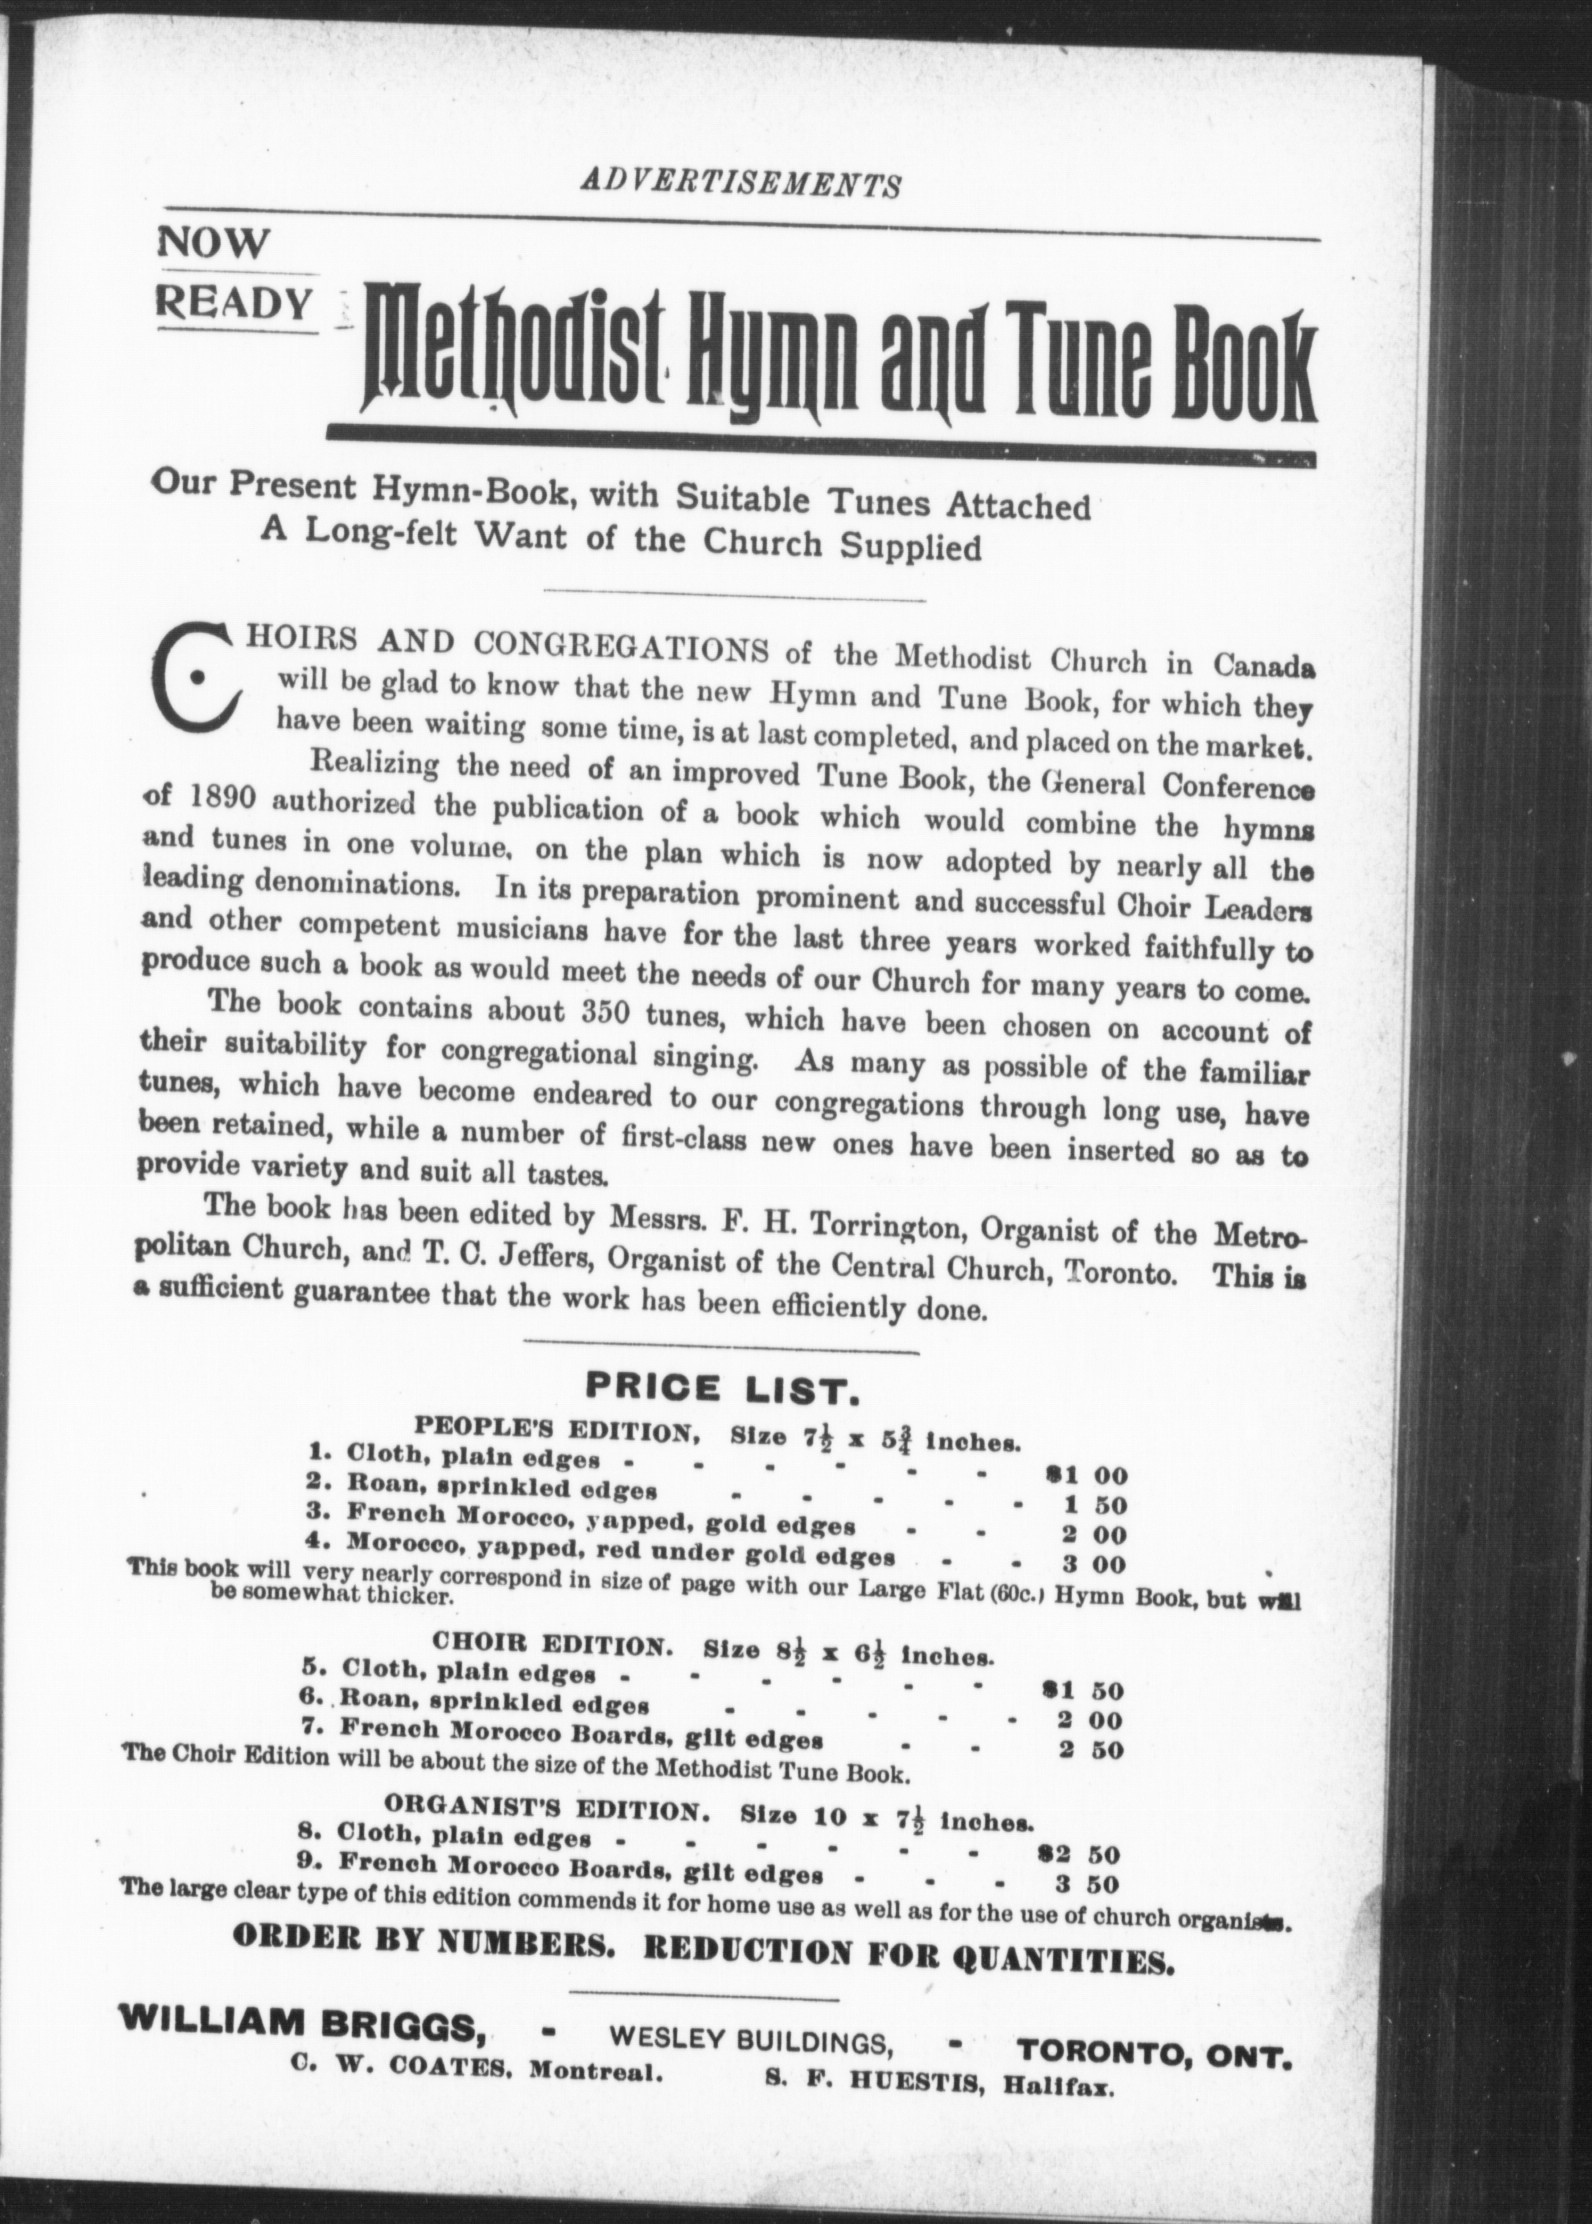 ADVERTISEMENTS
NOW
READY
Methodist Hymn and Tune Book
Our Present Hymn-Book, with Suitable Tunes Attached
A Long-felt Want of the Church Supplied
CHOIRS AND CONGREGATIONS of the Methodist Church in Canada
will be glad to know that the new Hymn and Tune Book, for which they
have been waiting some time, is at last completed, and placed on the market.
Realizing the need of an improved Tune Book, the General Conference
of 1890 authorized the publication of a book which would combine the hymns
and tunes in one volume, on the plan which is now adopted by nearly all the
leading denominations. In its preparation prominent and successful Choir Leaders
and other competent musicians have for the last three years worked faithfully to
produce such a book as would meet the needs of our Church for many years to come.
The book contains about 350 tunes, which have been chosen on account of
their suitability for congregational singing. As many as possible of the familiar
tunes, which have become endeared to our congregations through long use, have
been retained, while a number of first-class new ones have been inserted so as to
provide variety and suit all tastes.
The book has been edited by Messrs. F. H. Torrington, Organist of the Metro-
politan Church, and T. C. Jeffers, Organist of the Central Church, Toronto. This is
a sufficient guarantee that the work has been efficiently done.
PRICE LIST.
PEOPLE'S EDITION, Size 7½ x 5¾ inches.
1. Cloth, plain edges - - - - - - $1 00
2. Roan, sprinkled edges - - - - - 1 50
3. French Morocco, yapped, gold edges - - 2 00
4. Morocco, yapped, red under gold edges - - 3 00
This book will very nearly correspond in size of page with our Large Flat (60c.) Hymn Book, but will
be somewhat thicker.
CHOIR EDITION. Size 8½ x 6½ inches.
5. Cloth, plain edges - - - - - - $1 50
6. Roan, sprinkled edges - - - - - 2 00
7. French Morocco Boards, gilt edges - - 2 50
The Choir Edition will be about the size of the Methodist Tune Book.
ORGANIST'S EDITION. Size 10 x 7½ inches.
8. Cloth, plain edges - - - - - - $2 50
9. French Morocco Boards, gilt edges - - - 3 50
The large clear type of this edition commends it for home use as well as for the use of church organists.
ORDER BY NUMBERS. REDUCTION FOR QUANTITIES.
WILLIAM BRIGGS, - WESLEY BUILDINGS, - TORONTO, ONT.
C. W. COATES, Montreal. S. F. HUESTIS, Halifax.